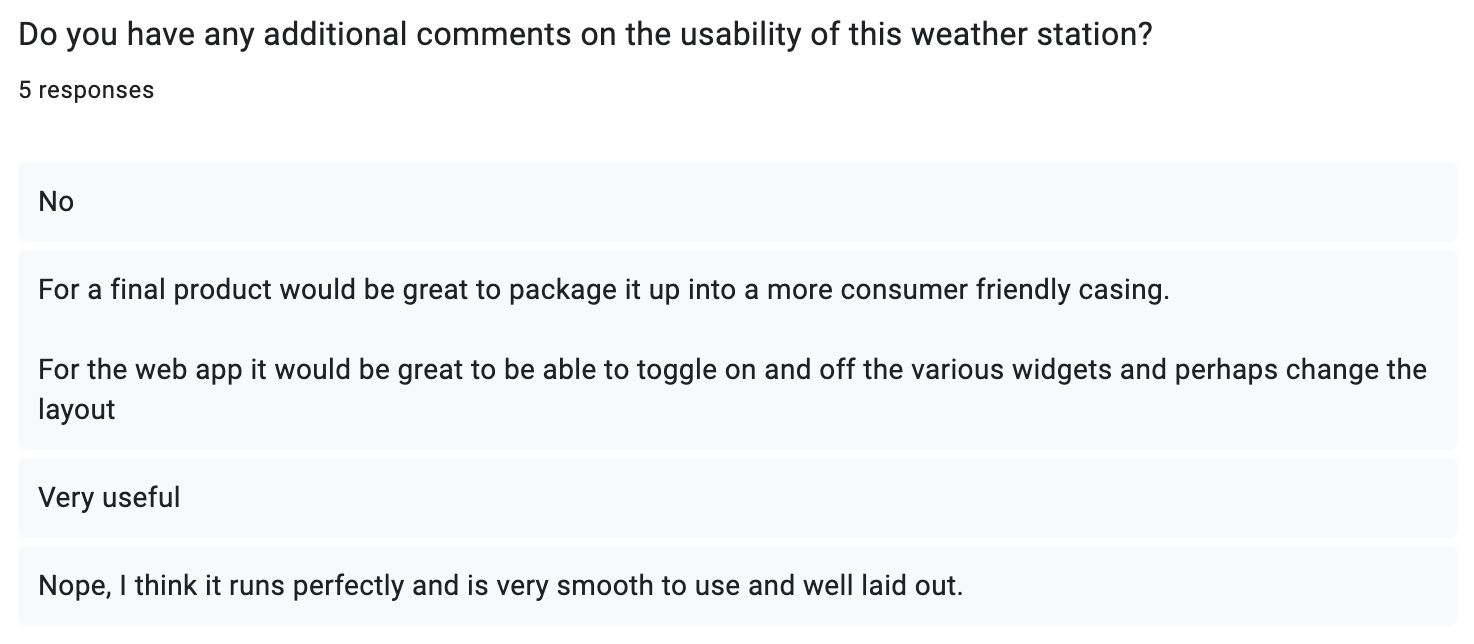 Do you have any additional comments on the usability of this weather station?
5 responses
No
For a final product would be great to package it up into a more consumer friendly casing.
For the web app it would be great to be able to toggle on and off the various widgets and perhaps change the
layout
Very useful
Nope, I think it runs perfectly and is very smooth to use and well laid out.